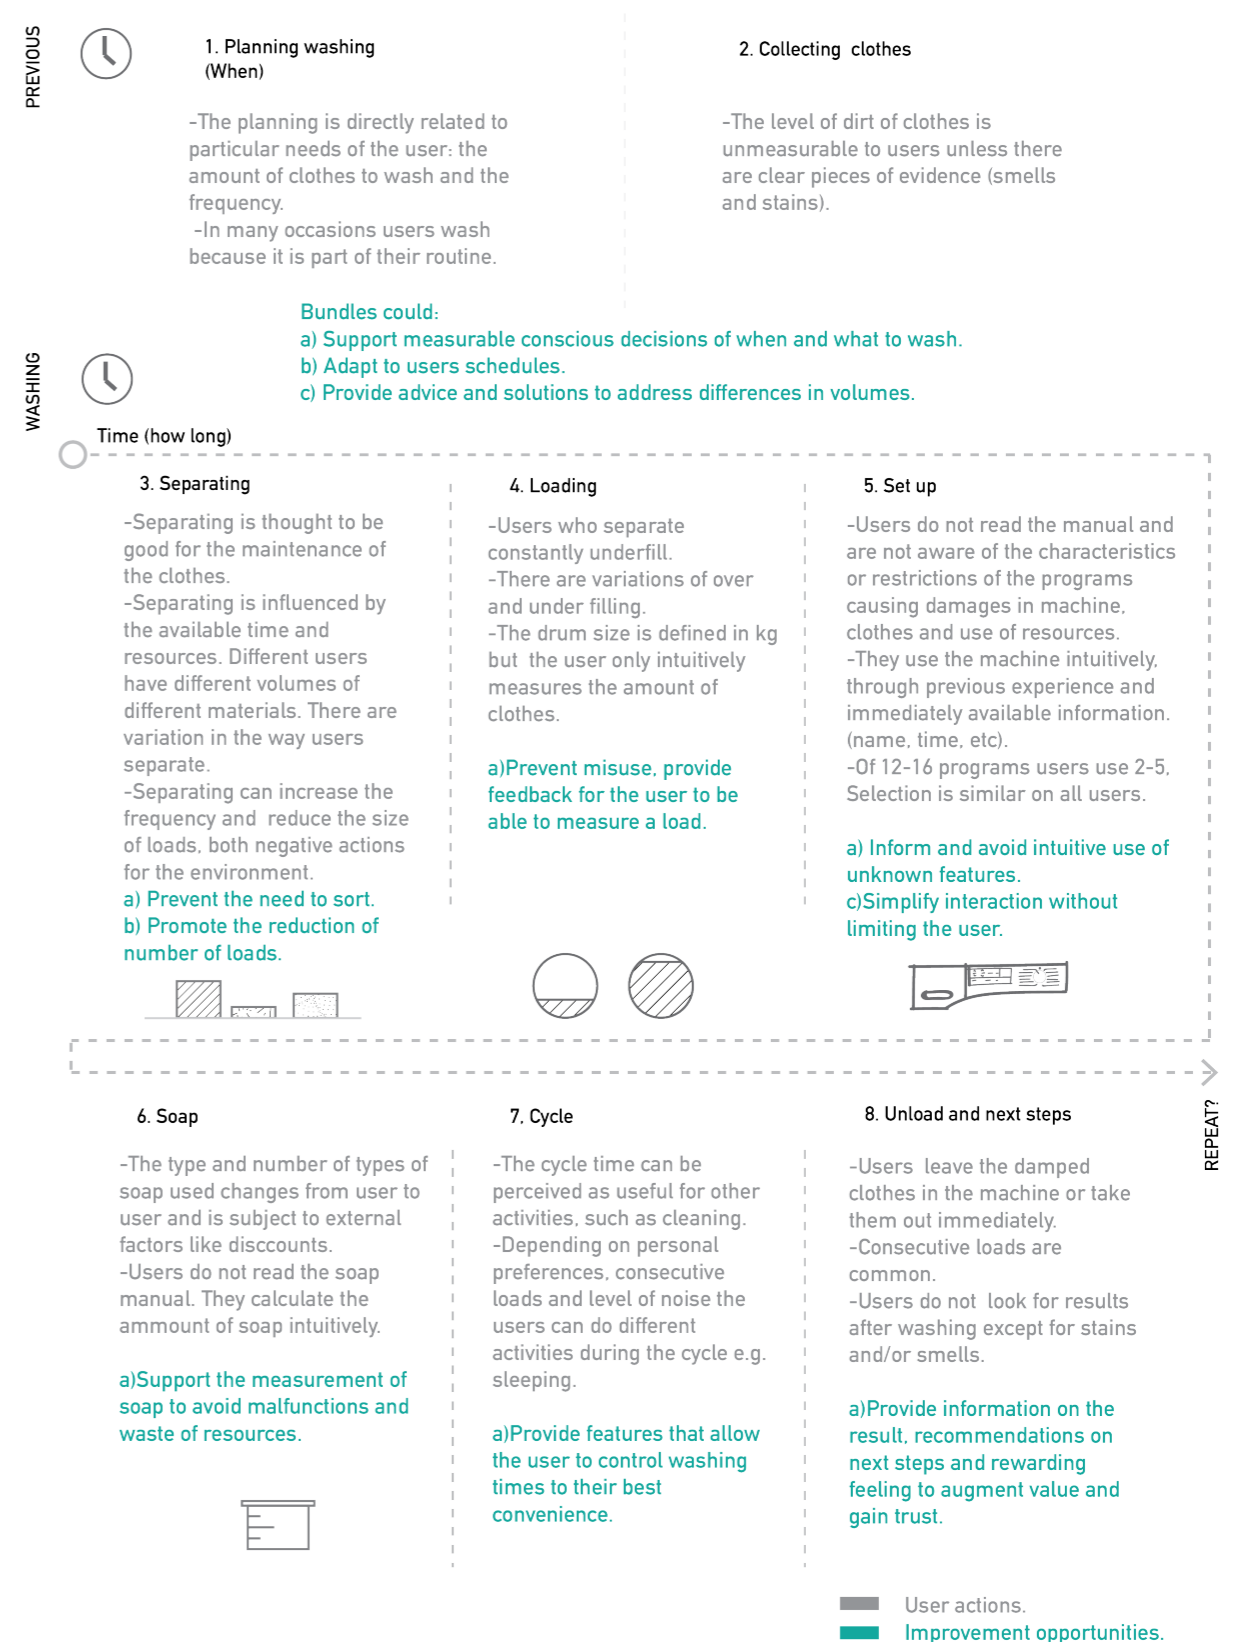 PREVIOUS
1. Planning washing
(When)
-The planning is directly related to
particular needs of the user: the
amount of clothes to wash and the
frequency.
-In many occasions users wash
because it is part of their routine.
2. Collecting clothes
-The level of dirt of clothes is
unmeasurable to users unless there
are clear pieces of evidence (smells
and stains).
Bundles could:
a) Support measurable conscious decisions of when and what to wash.
b) Adapt to users schedules.
c) Provide advice and solutions to address differences in volumes.
WASHING
Time (how long)
3. Separating
-Separating is thought to be
good for the maintenance of
the clothes.
-Separating is influenced by
the available time and
resources. Different users
have different volumes of
different materials. There are
variation in the way users
separate.
-Separating can increase the
frequency and reduce the size
of loads, both negative actions
for the environment.
a) Prevent the need to sort.
b) Promote the reduction of
number of loads.
4. Loading
-Users who separate
constantly underfill.
-There are variations of over
and under filling.
-The drum size is defined in kg
but the user only intuitively
measures the amount of
clothes.
a)Prevent misuse, provide
feedback for the user to be
able to measure a load.
5. Set up
-Users do not read the manual and
are not aware of the characteristics
or restrictions of the programs
causing damages in machine,
clothes and use of resources.
-They use the machine intuitively,
through previous experience and
immediately available information.
(name, time, etc).
-Of 12-16 programs users use 2-5,
Selection is similar on all users.
a) Inform and avoid intuitive use of
unknown features.
c)Simplify interaction without
limiting the user.
REPEAT?
6. Soap
-The type and number of types of
soap used changes from user to
user and is subject to external
factors like disccounts.
-Users do not read the soap
manual. They calculate the
ammount of soap intuitively.
a)Support the measurement of
soap to avoid malfunctions and
waste of resources.
7, Cycle
-The cycle time can be
perceived as useful for other
activities, such as cleaning.
-Depending on personal
preferences, consecutive
loads and level of noise the
users can do different
activities during the cycle e.g.
sleeping.
a)Provide features that allow
the user to control washing
times to their best
convenience.
8. Unload and next steps
-Users leave the damped
clothes in the machine or take
them out immediately.
-Consecutive loads are
common.
-Users do not look for results
after washing except for stains
and/or smells.
a)Provide information on the
result, recommendations on
next steps and rewarding
feeling to augment value and
gain trust.
User actions.
Improvement opportunities.